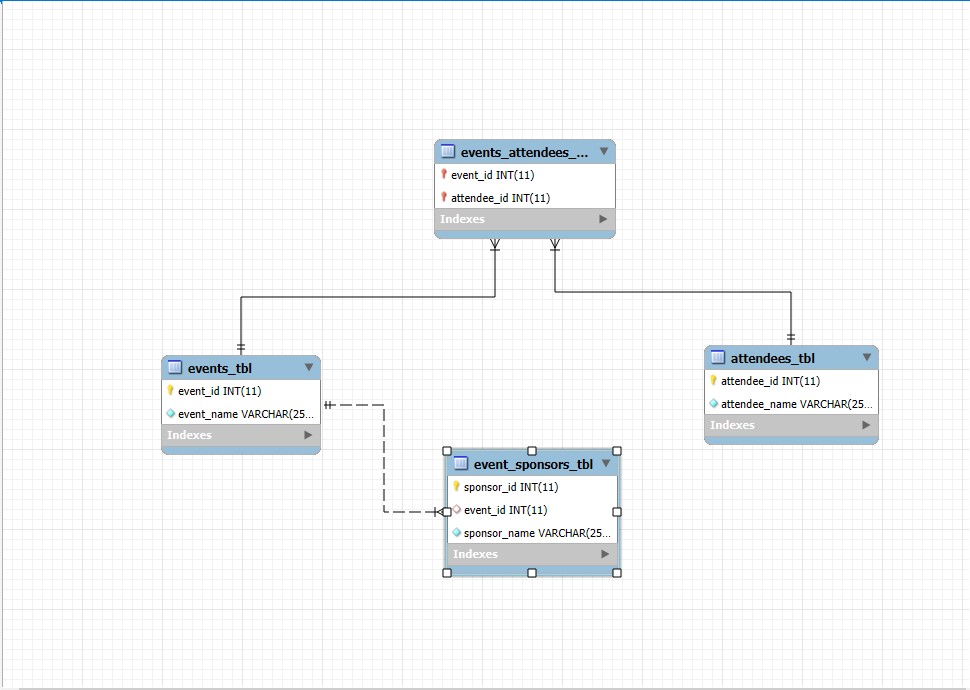 events_attendees_...
event_id INT(11)
attendee_id INT(11)
Indexes
events_tbl
event_id INT(11)
event_name VARCHAR(25...
Indexes
attendees_tbl
attendee_id INT(11)
attendee_name VARCHAR(25...
Indexes
event_sponsors_tbl
sponsor_id INT(11)
event_id INT(11)
sponsor_name VARCHAR(25...
Indexes